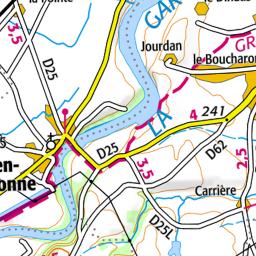 la Pointe
GAR
3,5
D25
Jourdan
GR
le Boucharon
LA
4 241
D25
3,5
D62
2,5
en-
onne
Carrière
D25L